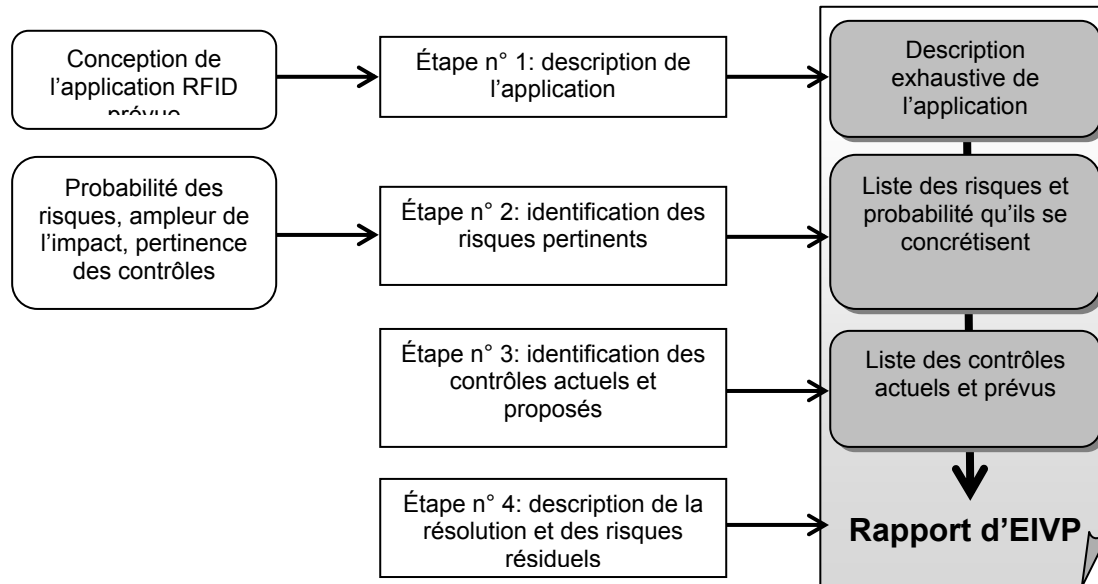 Conception de
l’application RFID
prévue
Étape n° 1: description de
l’application
Description
exhaustive de
l’application
Probabilité des
risques, ampleur de
l’impact, pertinence
des contrôles
Étape n° 2: identification des
risques pertinents
Liste des risques et
probabilité qu’ils se
concrétisent
Étape n° 3: identification des
contrôles actuels et
proposés
Liste des contrôles
actuels et prévus
Étape n° 4: description de la
résolution et des risques
résiduels
Rapport d’EIVP